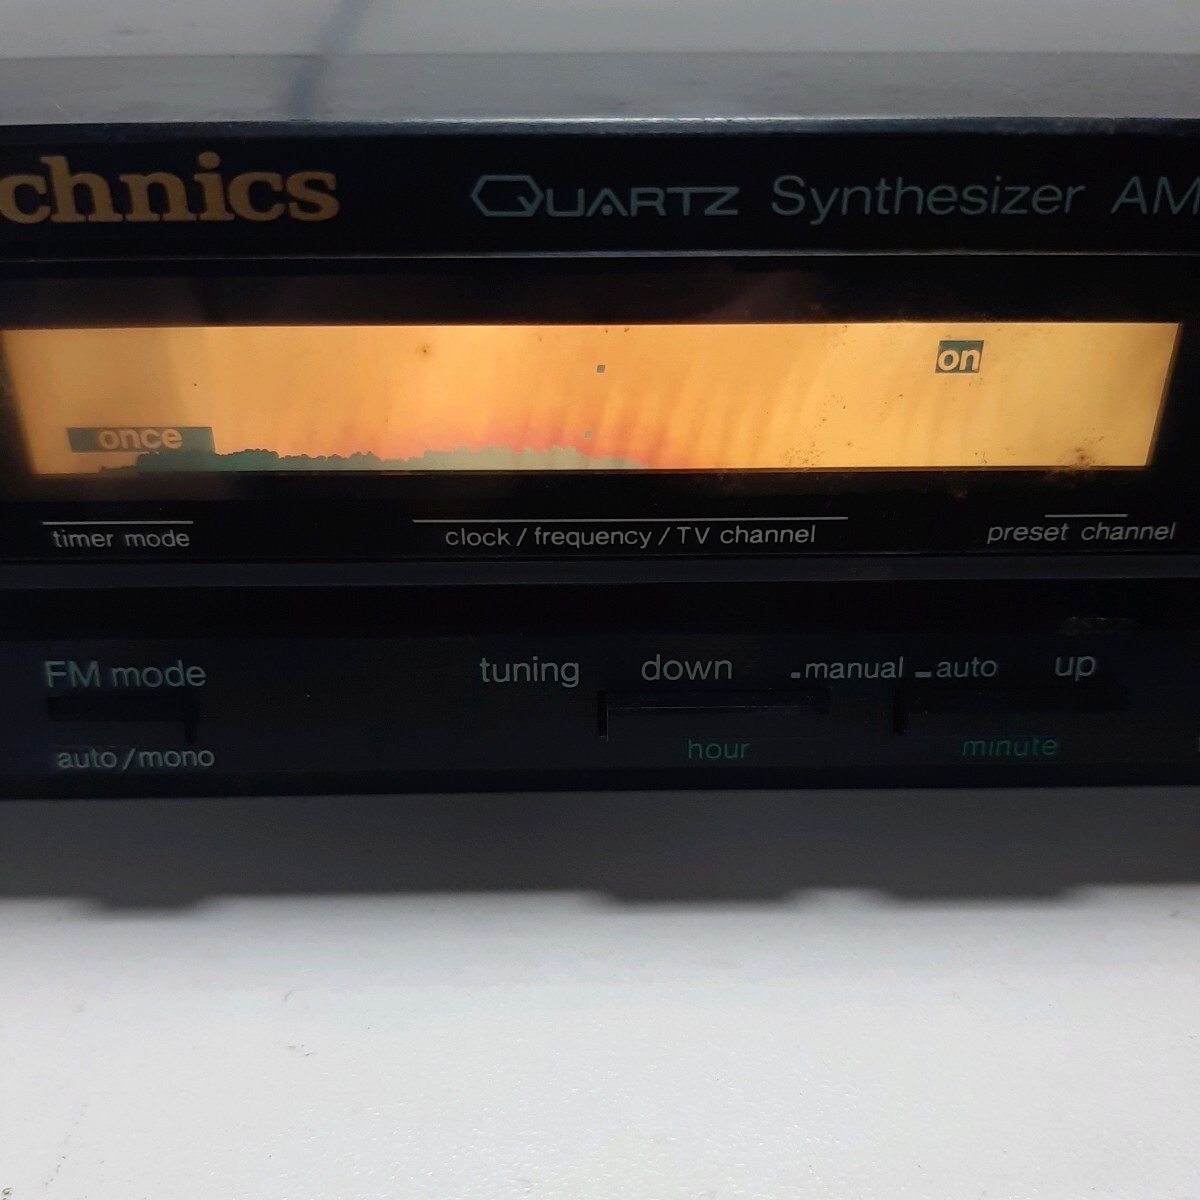 chnics QUARTZ Synthesizer AM
on
once
timer mode clock / frequency / TV channel preset channel
FM mode tuning down manual auto up
auto/mono hour minute